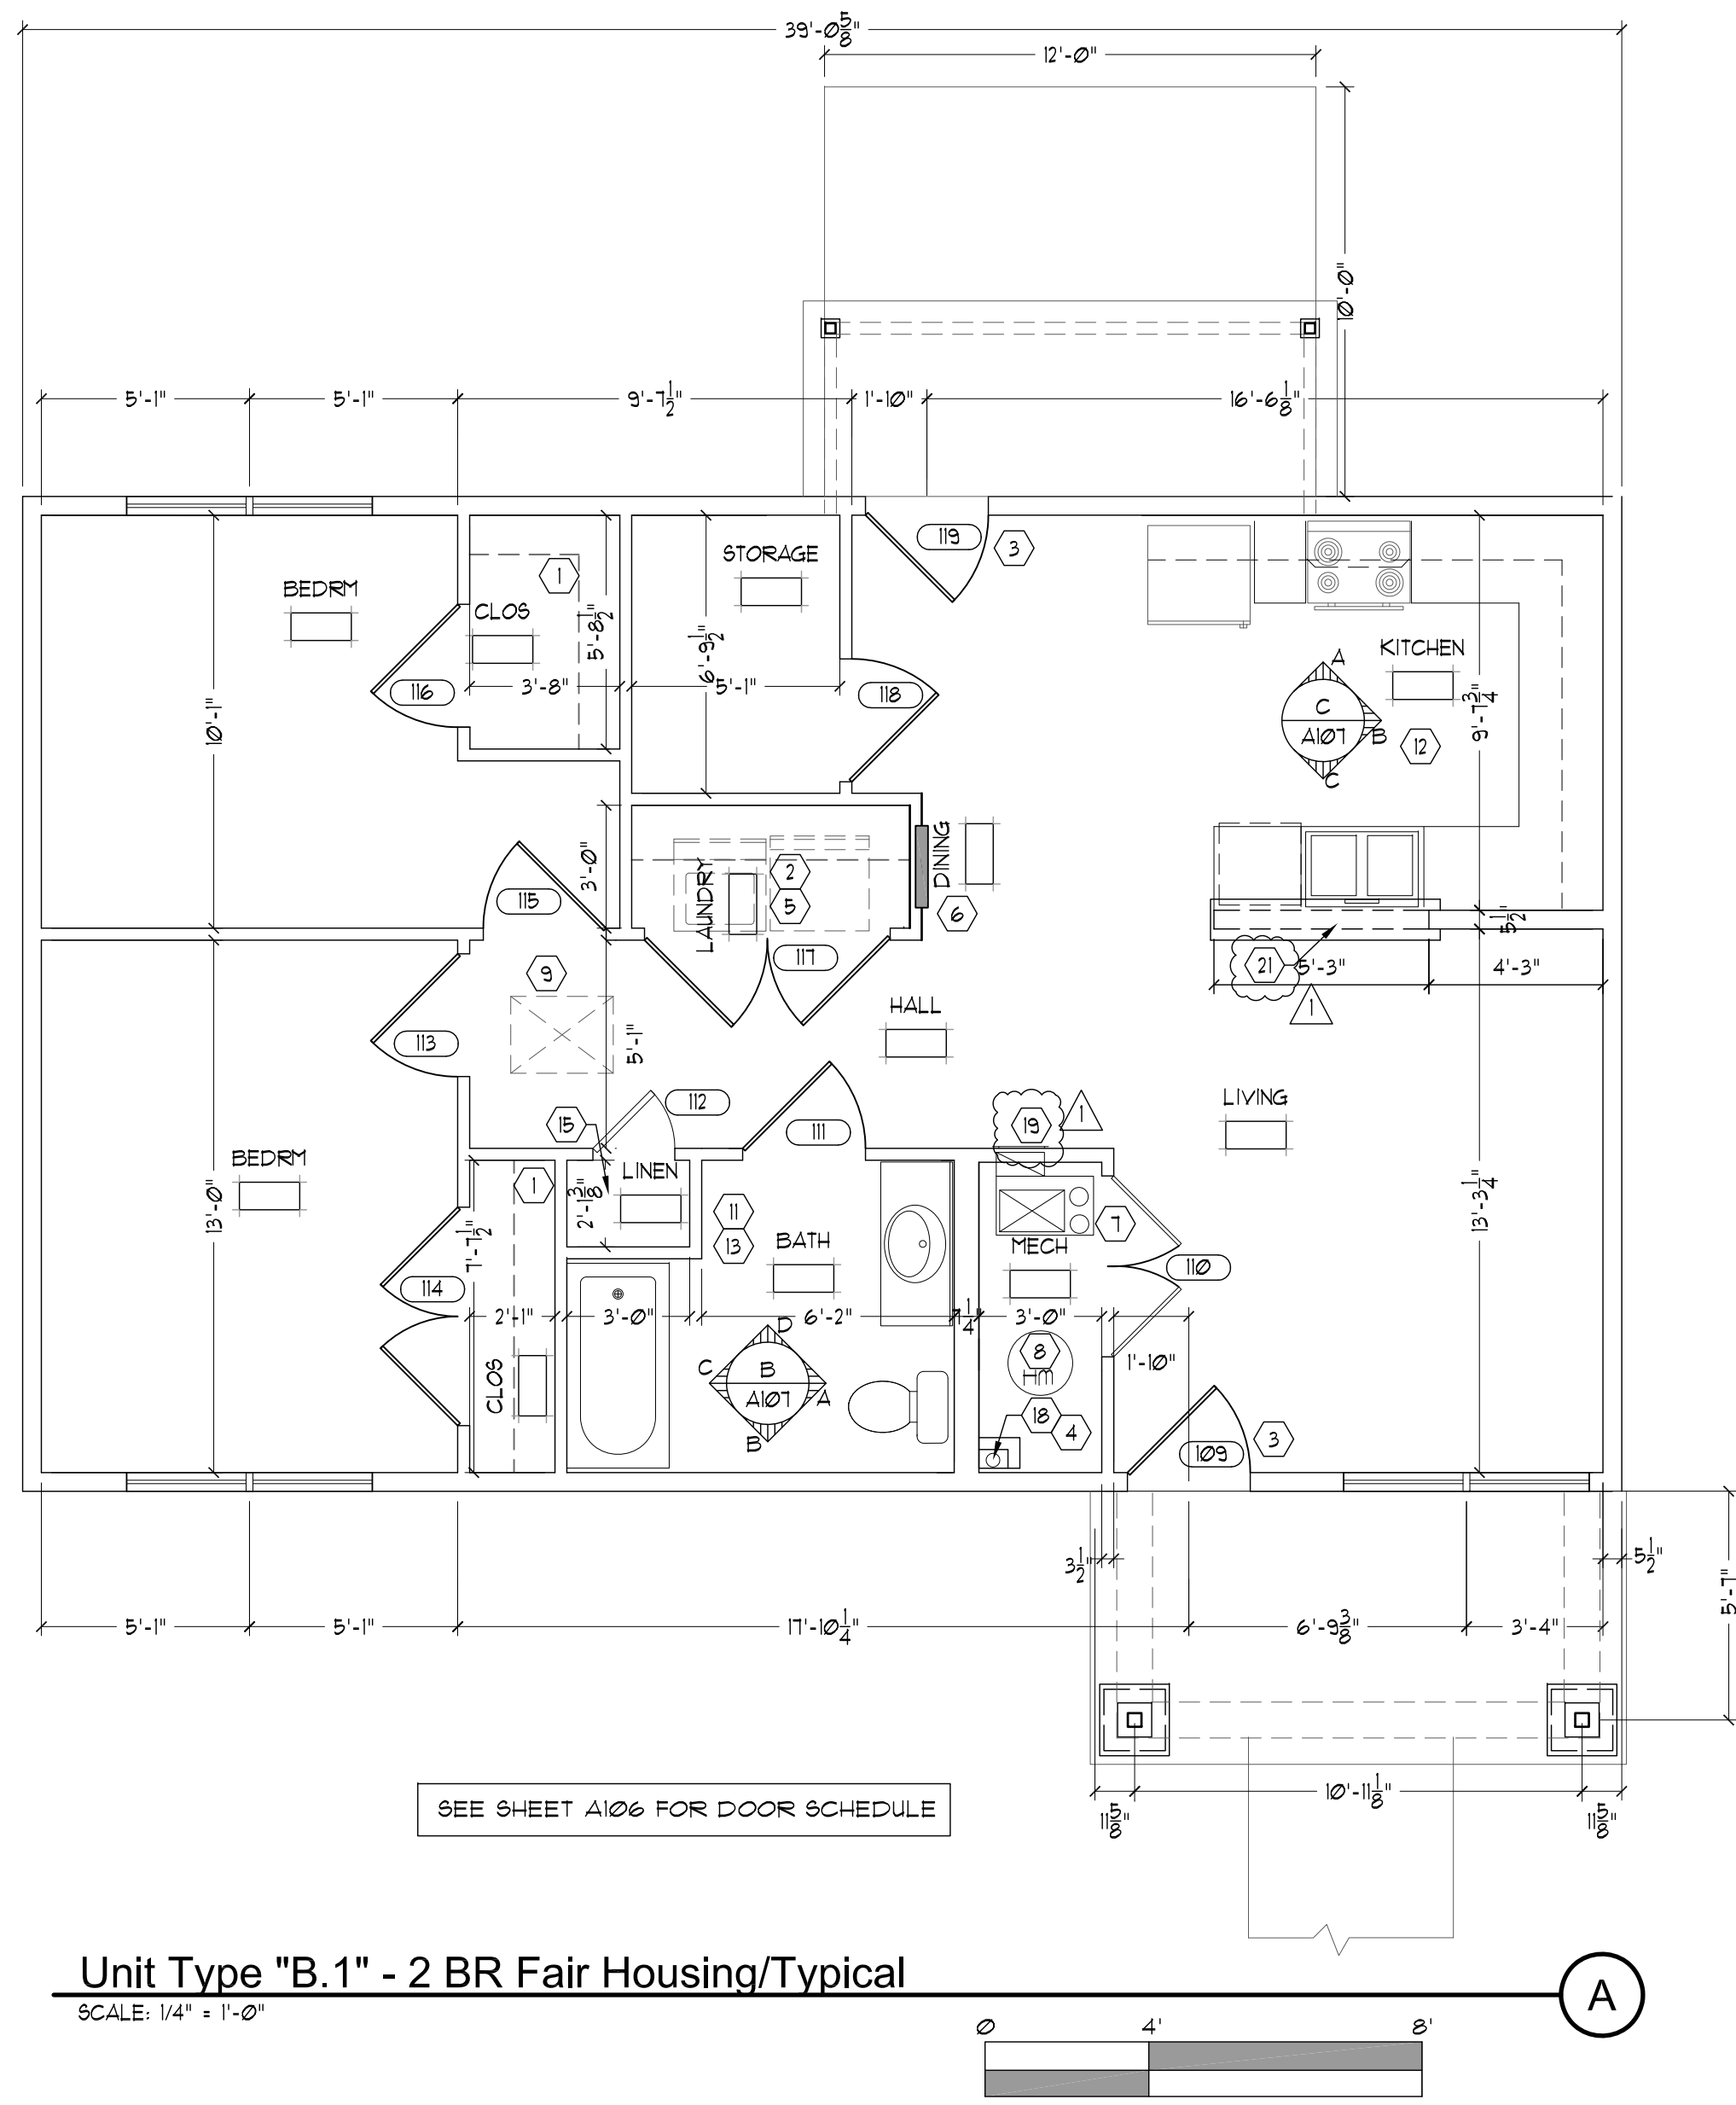 39'-0 5/8"
12'-0"
10'-0"
5'-1"
5'-1"
9'-7 1/2"
1'-10"
16'-6 1/8"
119
3
STORAGE
1
BEDRM
CLOS
5'-8 1/2"
6'-9 1/2"
KITCHEN
A
116
3'-8"
5'-1"
118
C
A107
B
C
12
9'-7 3/4"
10'-1"
3'-0"
LAUNDRY
2
5
DINING
6
115
117
5 1/2"
9
21
5'-3"
4'-3"
1
HALL
113
5'-1"
LIVING
112
15
111
19
1
BEDRM
LINEN
1
2'-1 3/8"
11
13
BATH
7
MECH
13'-0"
7'-7 1/2"
13'-3 1/4"
110
114
2'-1"
3'-0"
6'-2"
7 1/4"
3'-0"
D
C
B
A107
A
B
8
HW
1'-10"
CLOS
18
4
109
3
3 1/2"
5 1/2"
5'-7"
5'-1"
5'-1"
17'-10 1/4"
6'-9 3/8"
3'-4"
10'-11 1/8"
11 5/8"
11 5/8"
SEE SHEET A106 FOR DOOR SCHEDULE
Unit Type "B.1" - 2 BR Fair Housing/Typical
A
SCALE: 1/4" = 1'-0"
0 4' 8'